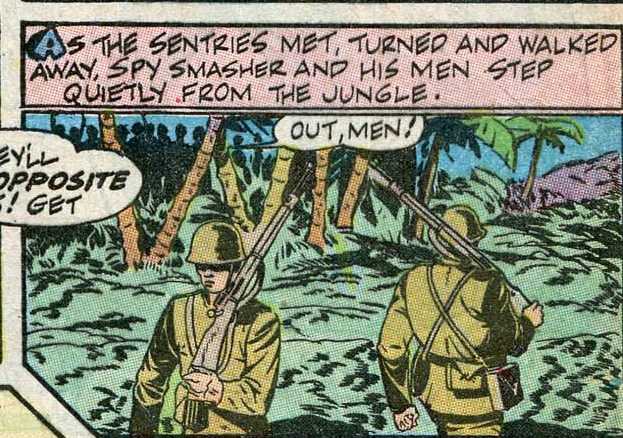 AS THE SENTRIES MET, TURNED AND WALKED
AWAY, SPY SMASHER AND HIS MEN STEP
QUIETLY FROM THE JUNGLE.
OUT, MEN!
OPPOSITE
! GET